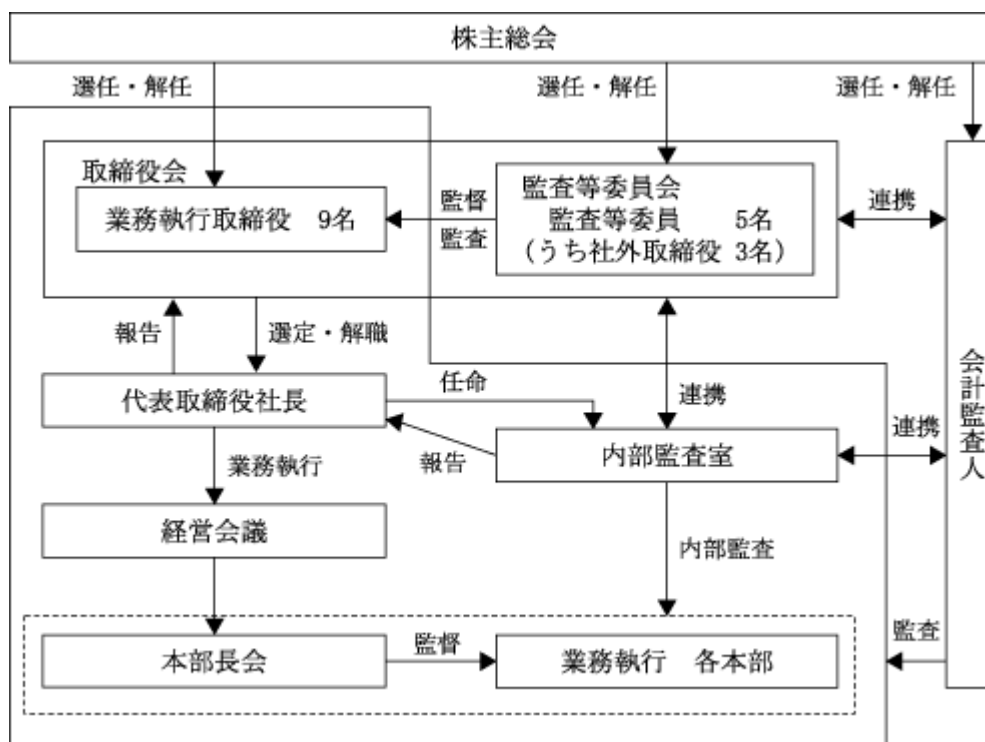 株主総会
選任・解任
選任・解任
選任・解任
取締役会
業務執行取締役 9名
監督
監査
監査等委員会
監査等委員 5名
(うち社外取締役 3名)
連携
報告
選定・解職
代表取締役社長
任命
連携
会計監査人
報告
内部監査室
連携
業務執行
経営会議
内部監査
本部長会
監督
業務執行 各本部
監査